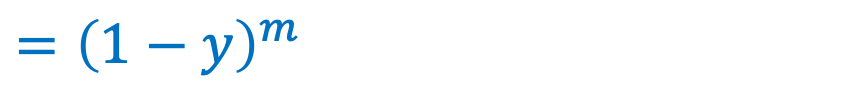 = (1 − y)^m